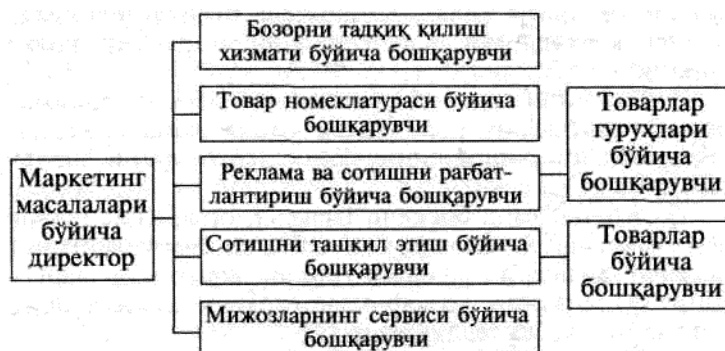 Маркетинг
масалалари
бўйича
директор
Бозорни тадқиқ қилиш
хизмати бўйича бошқарувчи
Товар номеклатураси бўйича
бошқарувчи
Реклама ва сотишни рағбат-
лантириш бўйича бошқарувчи
Сотишни ташкил этиш бўйича
бошқарувчи
Мижозларнинг сервиси бўйича
бошқарувчи
Товарлар
гуруҳлари
бўйича
бошқарувчи
Товарлар
бўйича
бошқарувчи